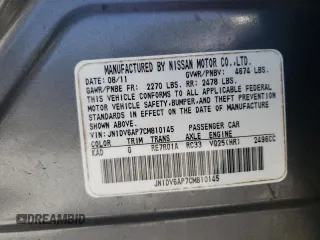 MANUFACTURED BY NISSAN MOTOR CO.,LTD.
DATE: 08/11 GVWR/PNBV: 4674 LBS.
GAWR/PNBE FR: 2270 LBS. RR: 2478 LBS.
THIS VEHICLE CONFORMS TO ALL APPLICABLE FEDERAL
MOTOR VEHICLE SAFETY,BUMPER,AND THEFT PREVENTION
STANDARDS IN EFFECT ON THE DATE OF MANUFACTURE
SHOWN ABOVE.
VIN: JN1DV6AP7CM810145 PASSENGER CAR
COLOR TRIM TRANS AXLE ENGINE
KAD G RE7R01A RC33 VQ25(HR) 2496CC
JN1DV6AP7CM810145
DREAMBID